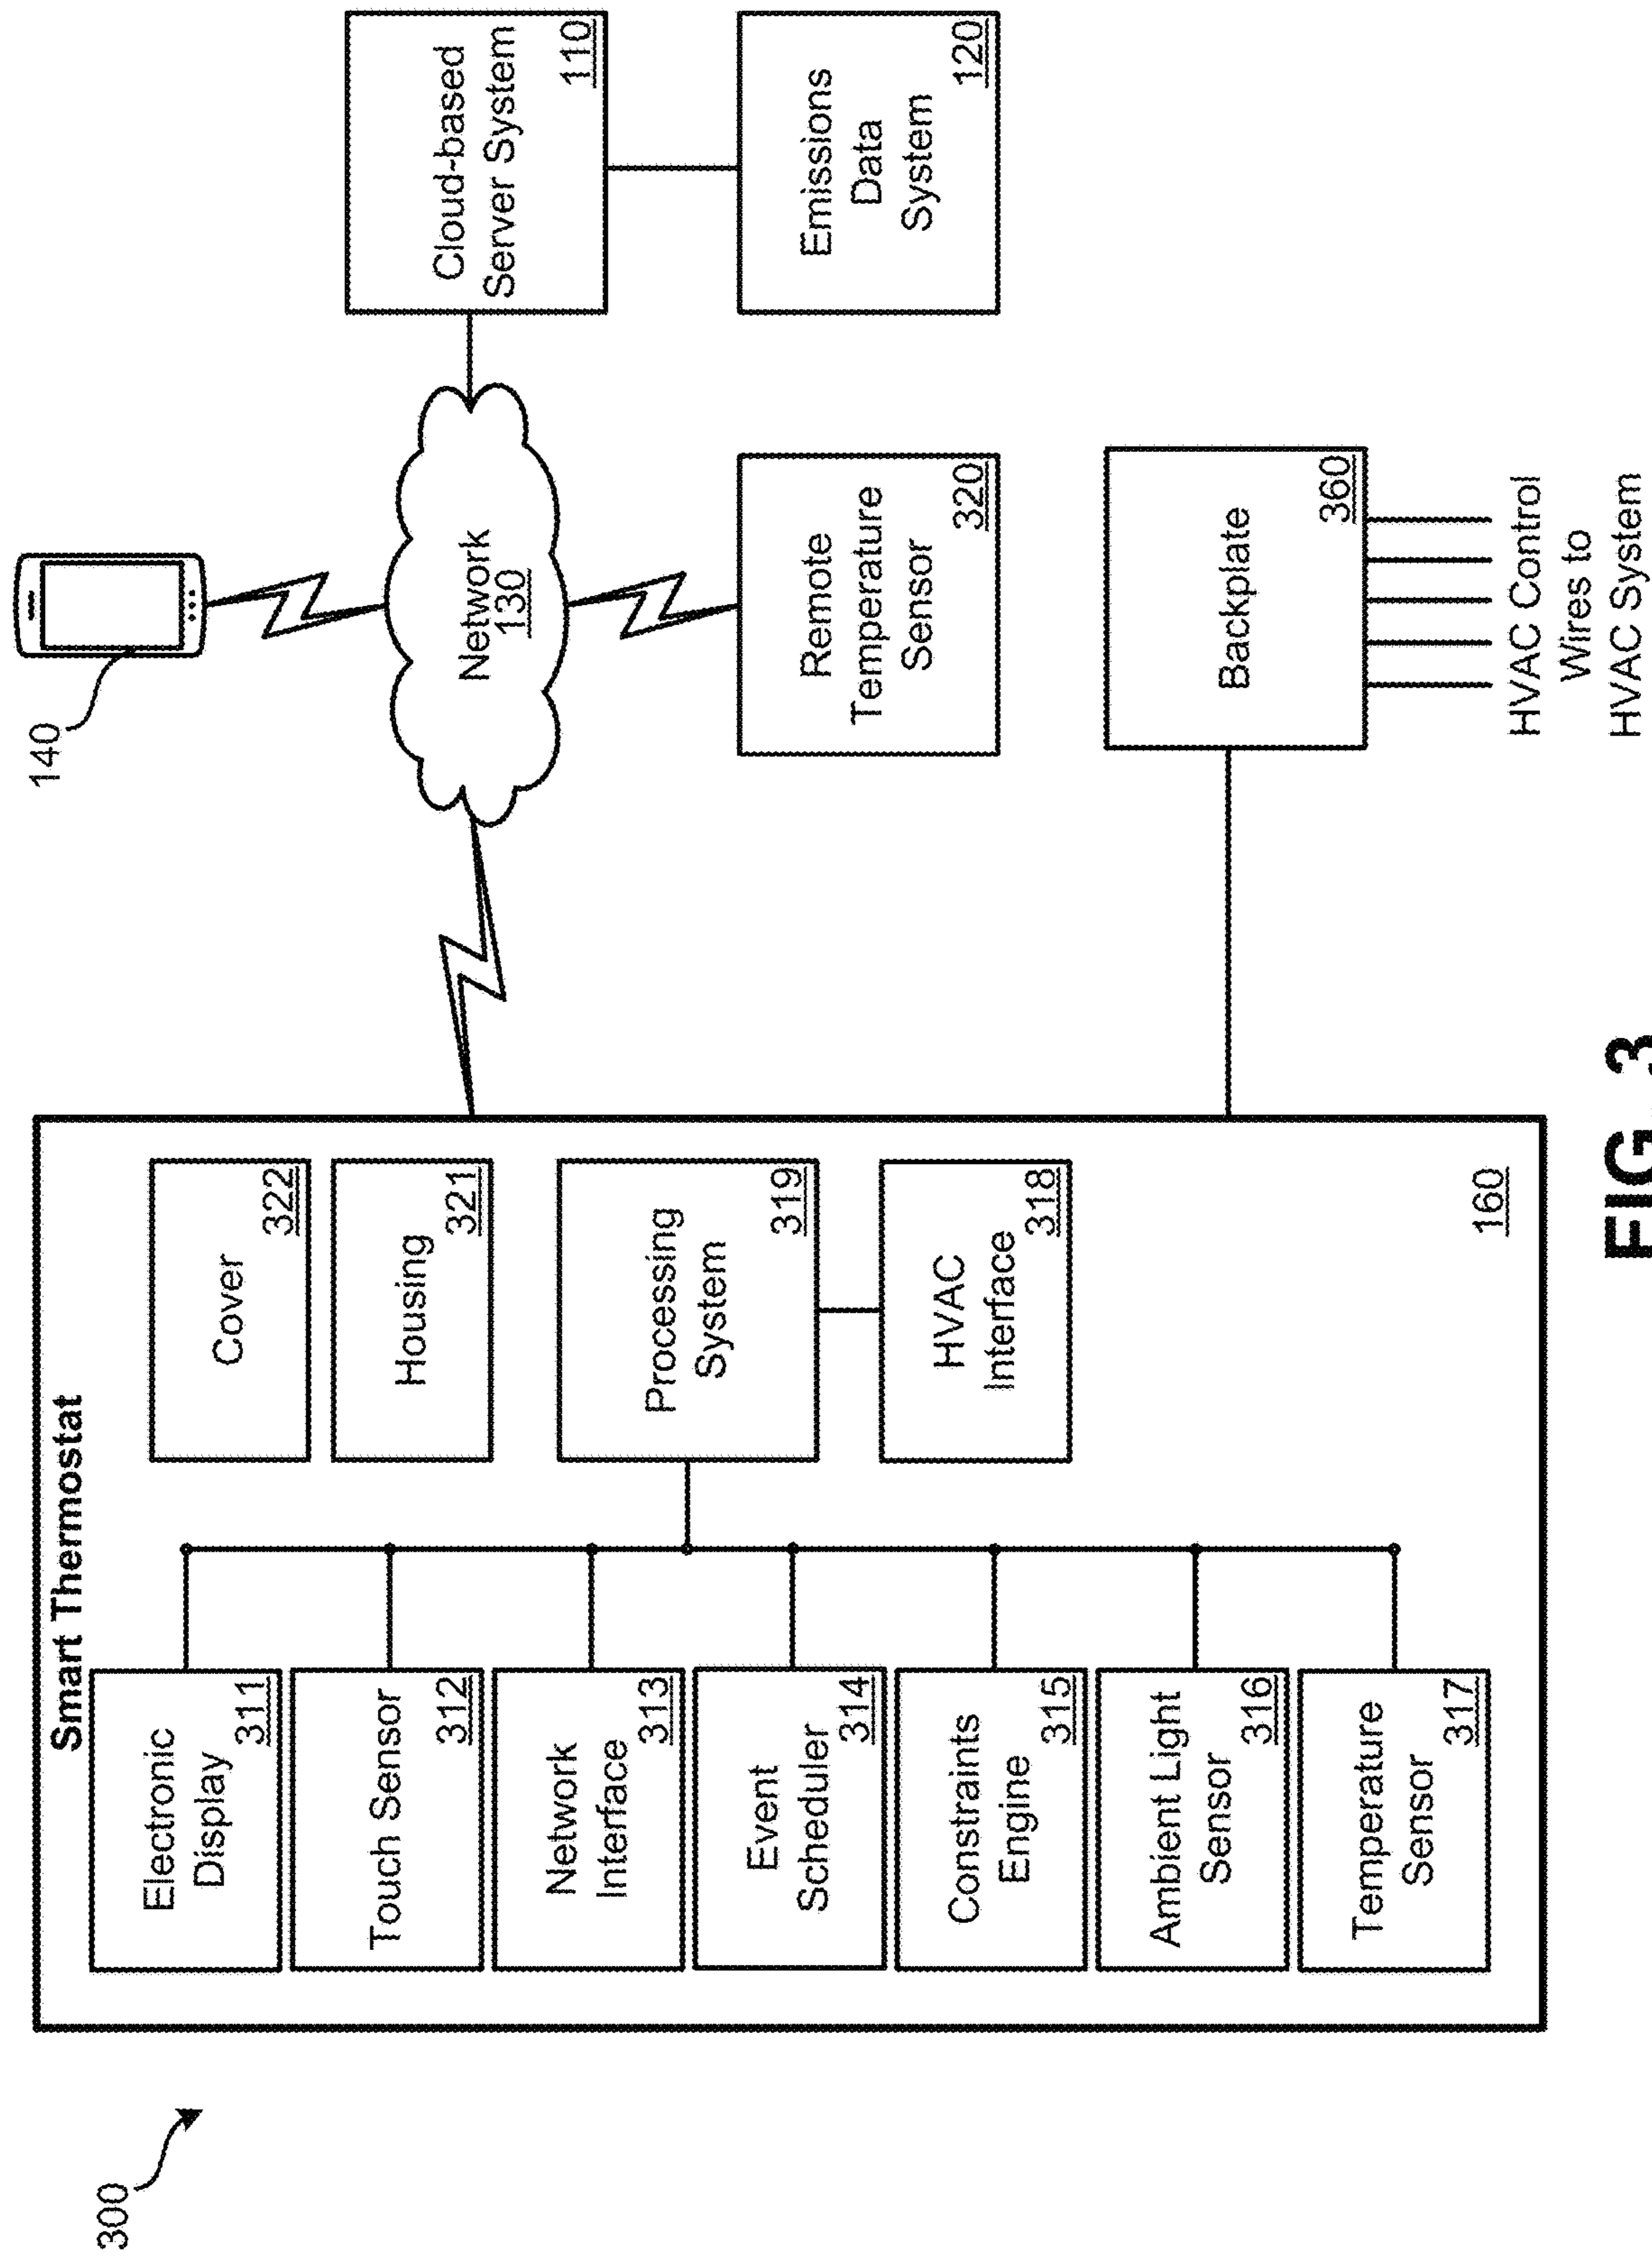 300
Smart Thermostat
Electronic
Display
311
Touch Sensor
312
Network
Interface
313
Event
Scheduler
314
Constraints
Engine
315
Ambient Light
Sensor
316
Temperature
Sensor
317
Cover
322
Housing
321
Processing
System
319
HVAC
Interface
318
160
140
Network
130
Cloud-based
Server System
110
Emissions
Data
System
120
Remote
Temperature
Sensor
320
Backplate
360
HVAC Control
Wires to
HVAC System
FIG. 3